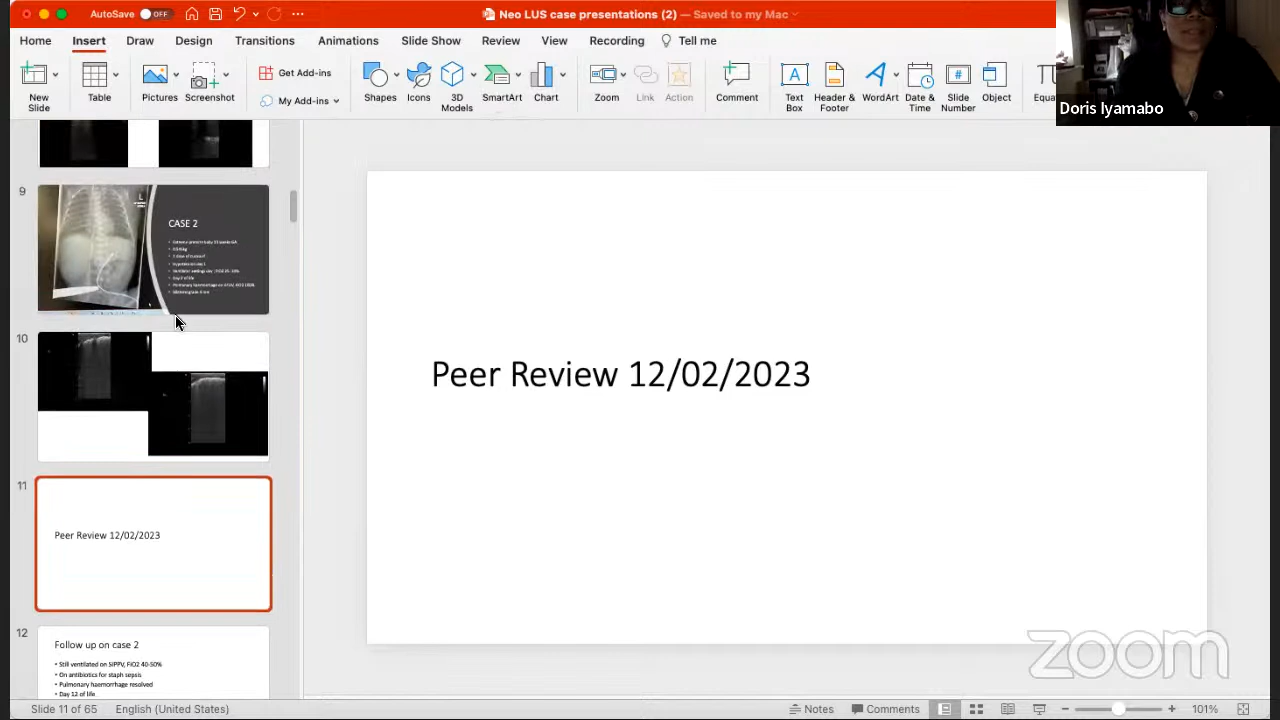 AutoSave OFF
Neo LUS case presentations (2) — Saved to my Mac
Home Insert Draw Design Transitions Animations Slide Show Review View Recording Tell me
New Slide
Table
Pictures
Screenshot
Get Add-ins
My Add-ins
Shapes
Icons
3D Models
SmartArt
Chart
Zoom
Link
Action
Comment
Text Box
Header & Footer
WordArt
Date & Time
Slide Number
Object
Doris Iyamabo
9
CASE 2
10
11
Peer Review 12/02/2023
12
Follow up on case 2
• Still ventilated on SIPPV, FiO2 40-50%
• On antibiotics for staph sepsis
• Pulmonary haemorrhage resolved
• Day 12 of life
Peer Review 12/02/2023
zoom
Slide 11 of 65 English (United States) Notes Comments 101%